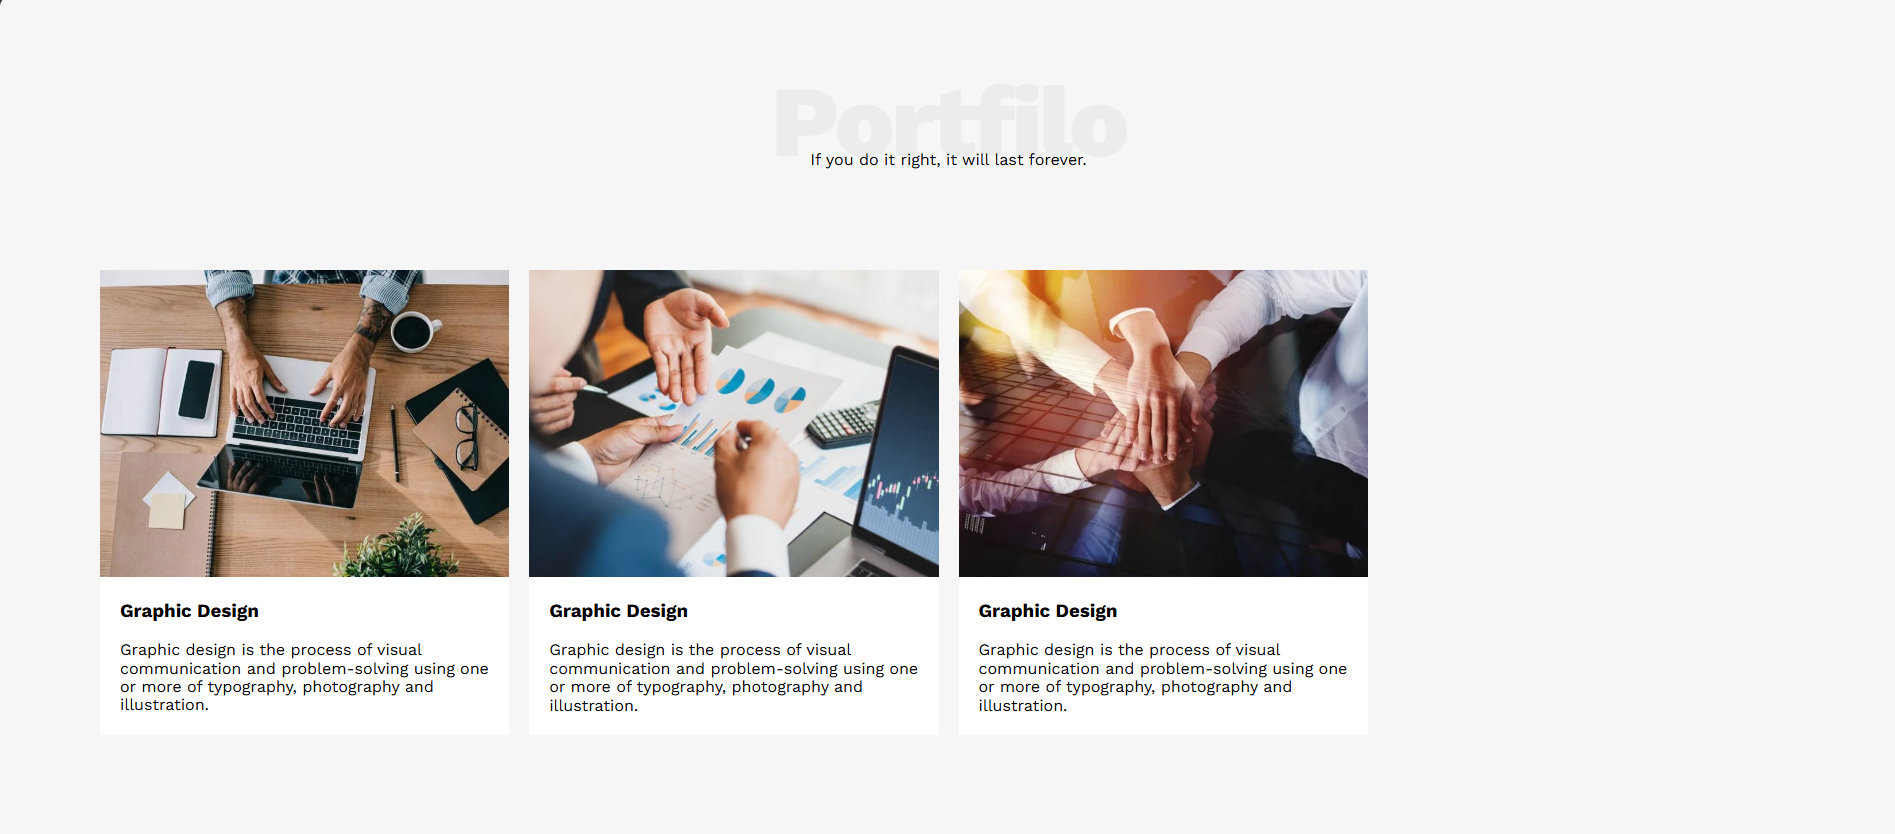 Portfilo
If you do it right, it will last forever.
Graphic Design
Graphic design is the process of visual
communication and problem-solving using one
or more of typography, photography and
illustration.
Graphic Design
Graphic design is the process of visual
communication and problem-solving using one
or more of typography, photography and
illustration.
Graphic Design
Graphic design is the process of visual
communication and problem-solving using one
or more of typography, photography and
illustration.